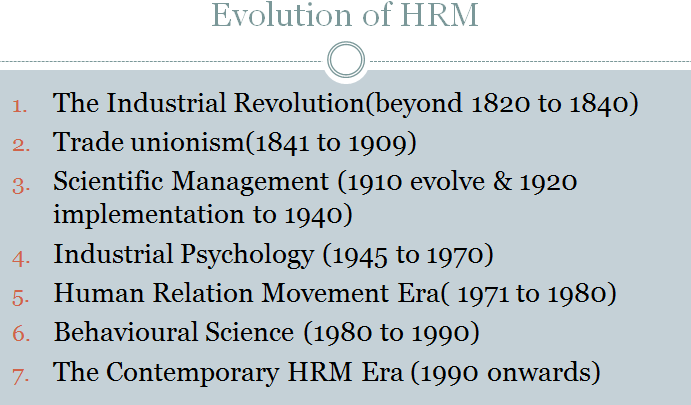 Evolution of HRM
1. The Industrial Revolution(beyond 1820 to 1840)
2. Trade unionism(1841 to 1909)
3. Scientific Management (1910 evolve & 1920
implementation to 1940)
4. Industrial Psychology (1945 to 1970)
5. Human Relation Movement Era( 1971 to 1980)
6. Behavioural Science (1980 to 1990)
7. The Contemporary HRM Era (1990 onwards)